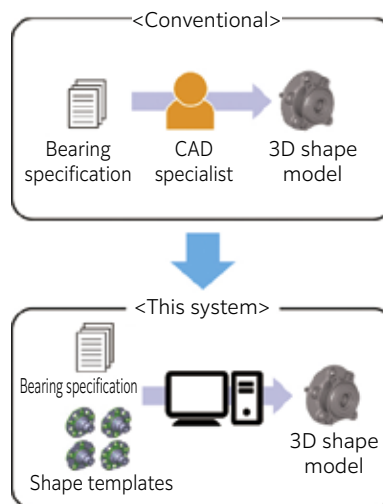 <Conventional>
Bearing
specification
CAD
specialist
3D shape
model
<This system>
Bearing specification
Shape templates
3D shape
model